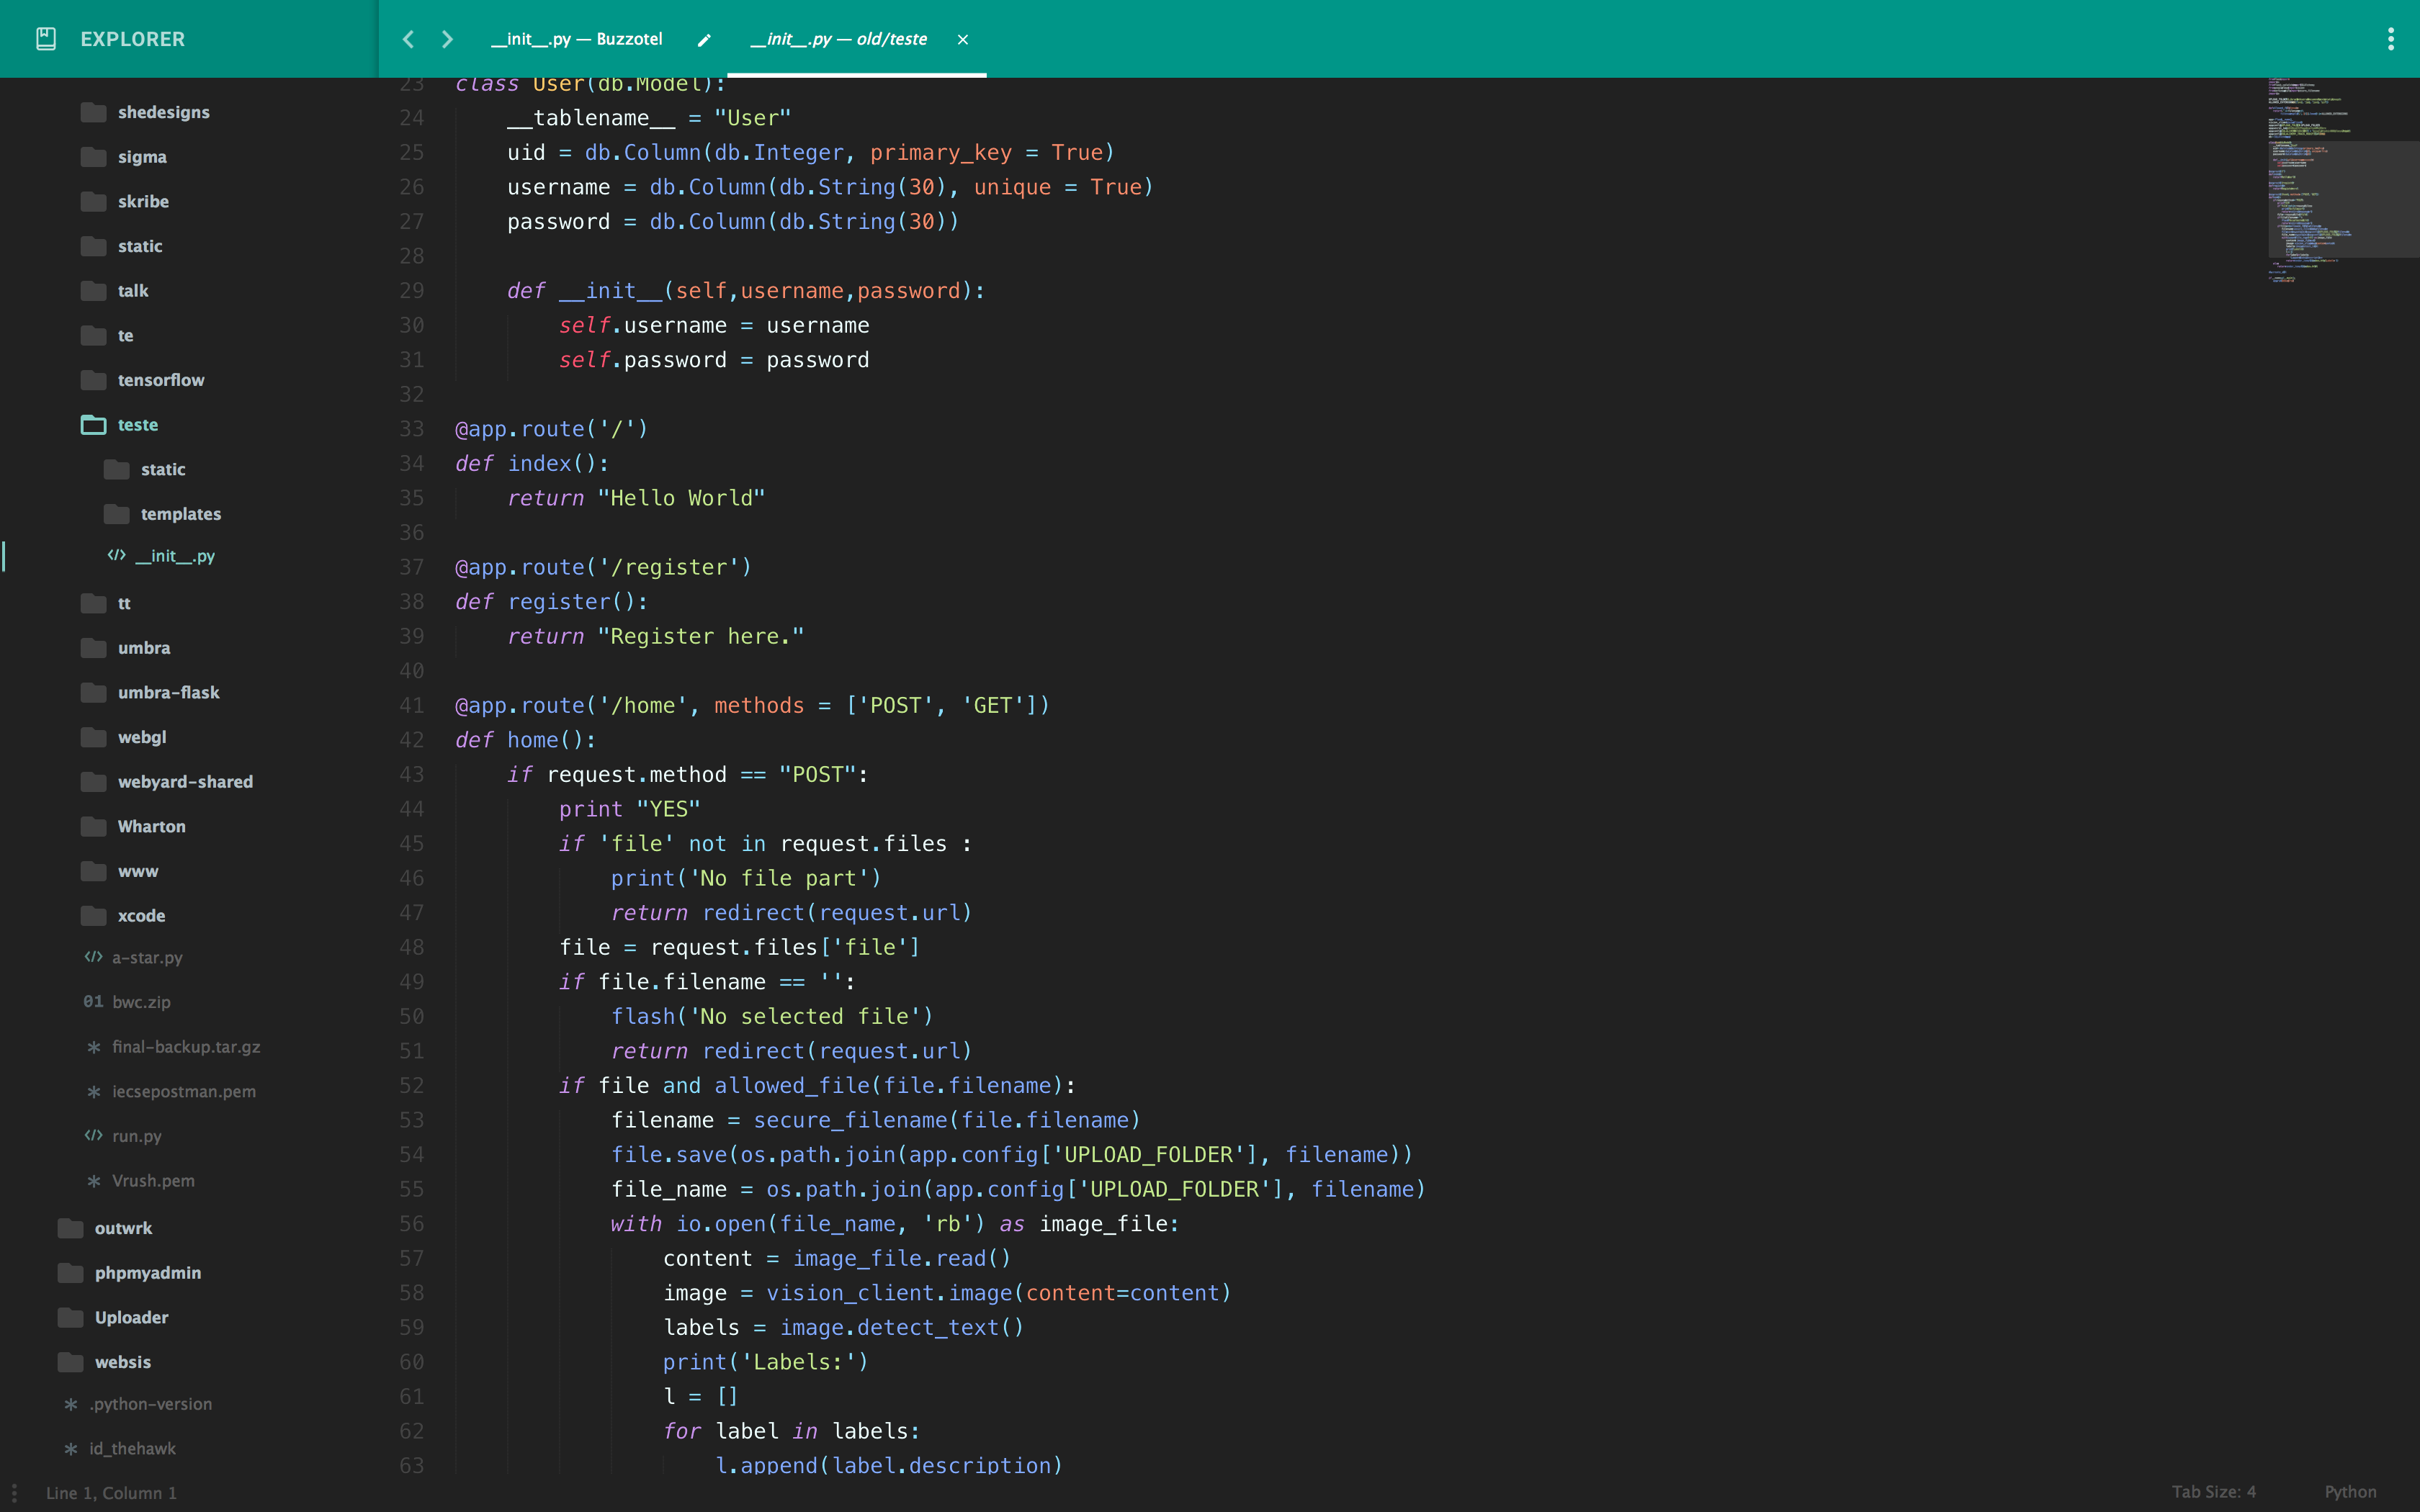 EXPLORER
__init__.py — Buzzotel
__init__.py — old/teste
shedesigns
sigma
skribe
static
talk
te
tensorflow
teste
static
templates
__init__.py
tt
umbra
umbra-flask
webgl
webyard-shared
Wharton
www
xcode
a-star.py
01 bwc.zip
final-backup.tar.gz
iecsepostman.pem
run.py
Vrush.pem
outwrk
phpmyadmin
Uploader
websis
.python-version
id_thehawk
23 class User(db.Model):
24     __tablename__ = "User"
25     uid = db.Column(db.Integer, primary_key = True)
26     username = db.Column(db.String(30), unique = True)
27     password = db.Column(db.String(30))
28
29     def __init__(self,username,password):
30         self.username = username
31         self.password = password
32
33 @app.route('/')
34 def index():
35     return "Hello World"
36
37 @app.route('/register')
38 def register():
39     return "Register here."
40
41 @app.route('/home', methods = ['POST', 'GET'])
42 def home():
43     if request.method == "POST":
44         print "YES"
45         if 'file' not in request.files :
46             print('No file part')
47             return redirect(request.url)
48         file = request.files['file']
49         if file.filename == '':
50             flash('No selected file')
51             return redirect(request.url)
52         if file and allowed_file(file.filename):
53             filename = secure_filename(file.filename)
54             file.save(os.path.join(app.config['UPLOAD_FOLDER'], filename))
55             file_name = os.path.join(app.config['UPLOAD_FOLDER'], filename)
56             with io.open(file_name, 'rb') as image_file:
57                 content = image_file.read()
58                 image = vision_client.image(content=content)
59                 labels = image.detect_text()
60                 print('Labels:')
61                 l = []
62                 for label in labels:
63                     l.append(label.description)
Line 1, Column 1
Tab Size: 4
Python